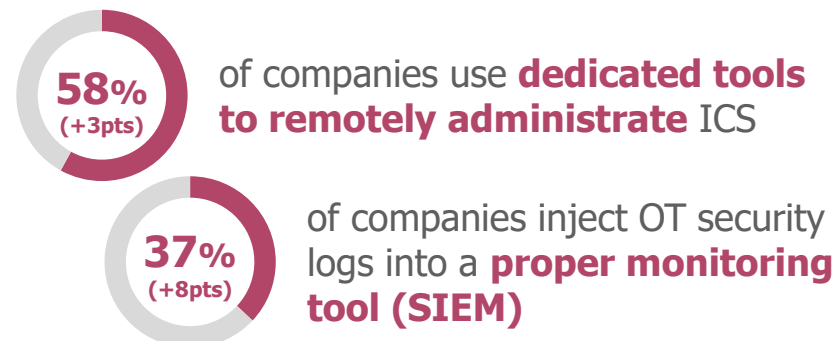 58%
(+3pts)
of companies use dedicated tools
to remotely administrate ICS
37%
(+8pts)
of companies inject OT security
logs into a proper monitoring
tool (SIEM)